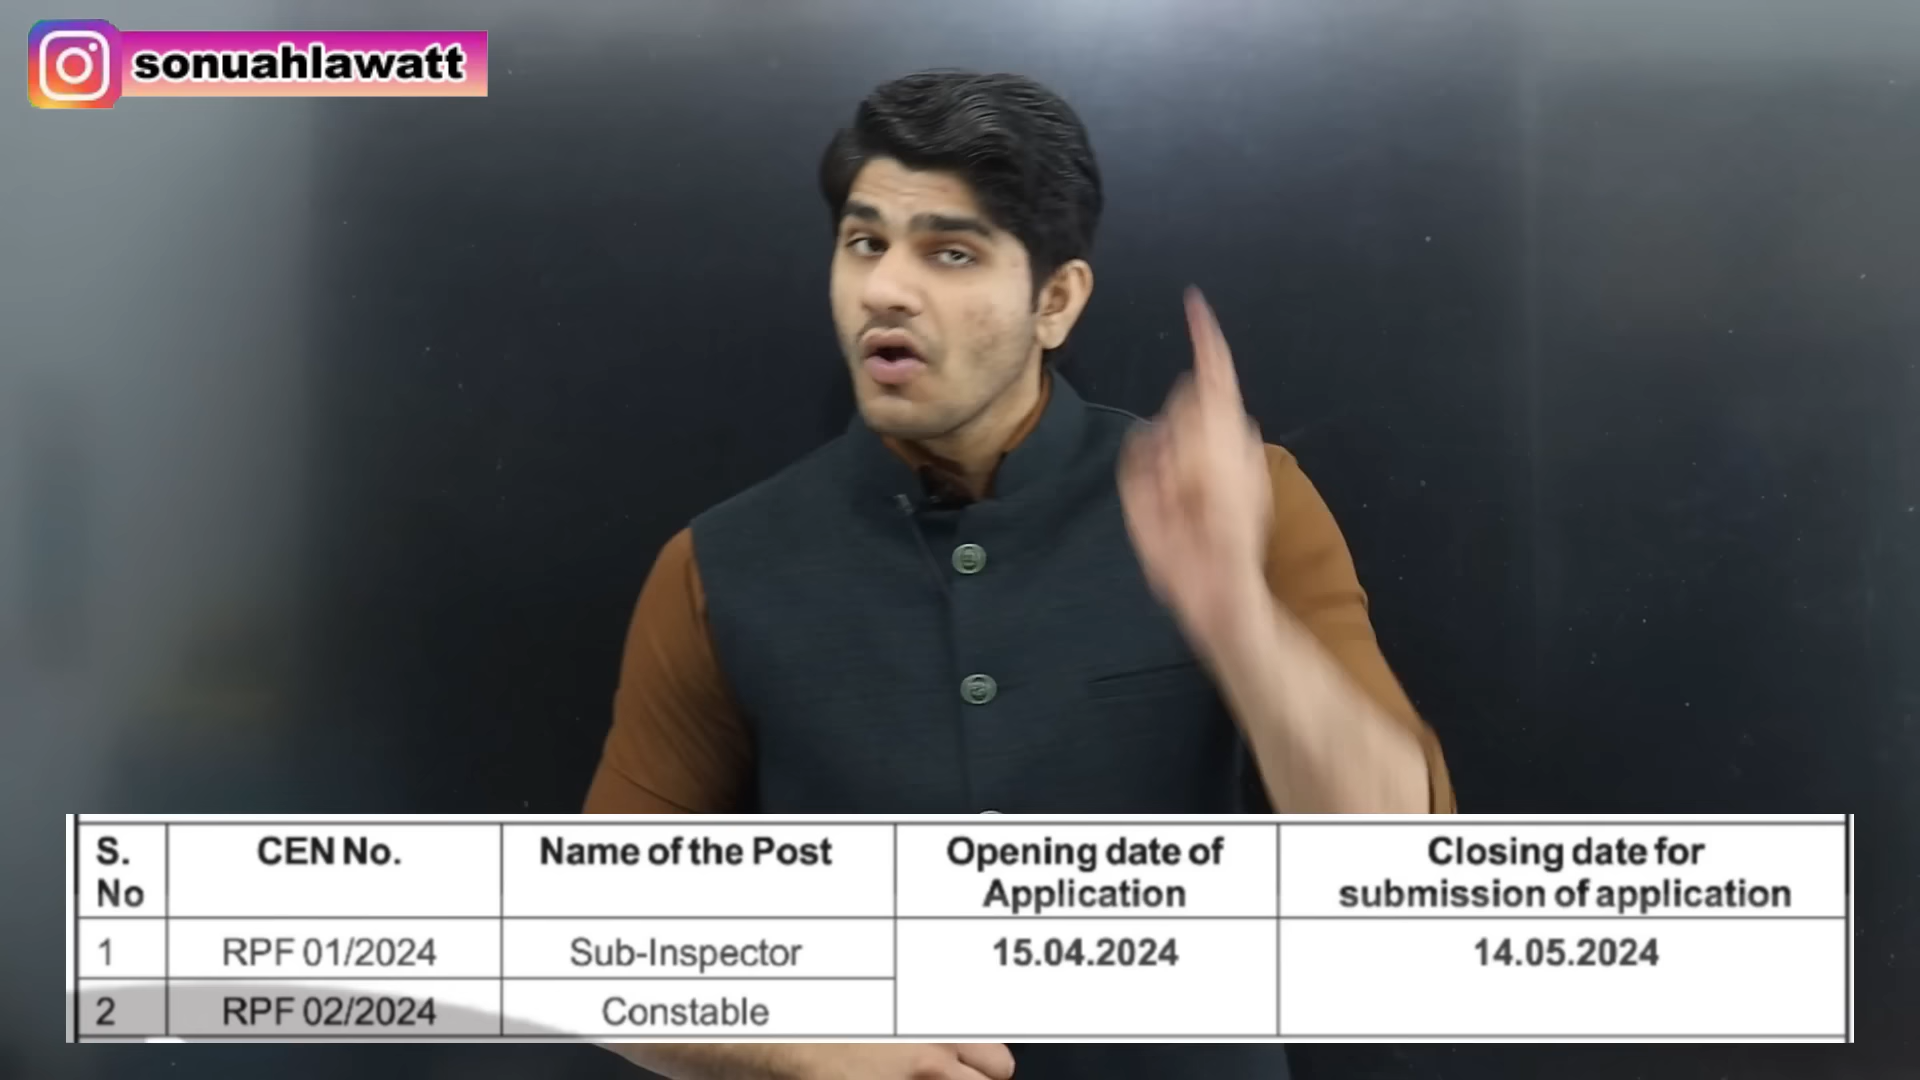 sonuahlawatt
S. No CEN No. Name of the Post Opening date of Application Closing date for submission of application
1 RPF 01/2024 Sub-Inspector 15.04.2024 14.05.2024
2 RPF 02/2024 Constable